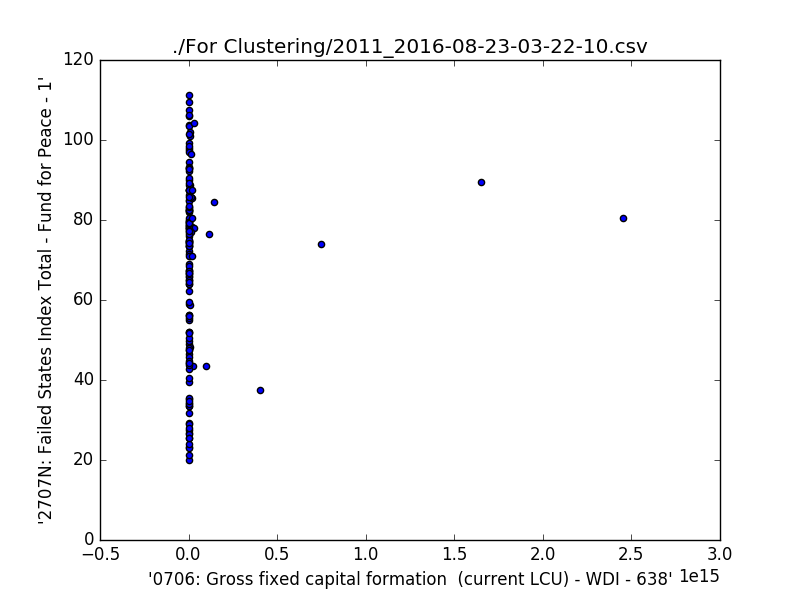 ./For Clustering/2011_2016-08-23-03-22-10.csv
120
100
80
60
40
20
0
'2707N: Failed States Index Total - Fund for Peace - 1'
−0.5 0.0 0.5 1.0 1.5 2.0 2.5 3.0
1e15
'0706: Gross fixed capital formation  (current LCU) - WDI - 638'